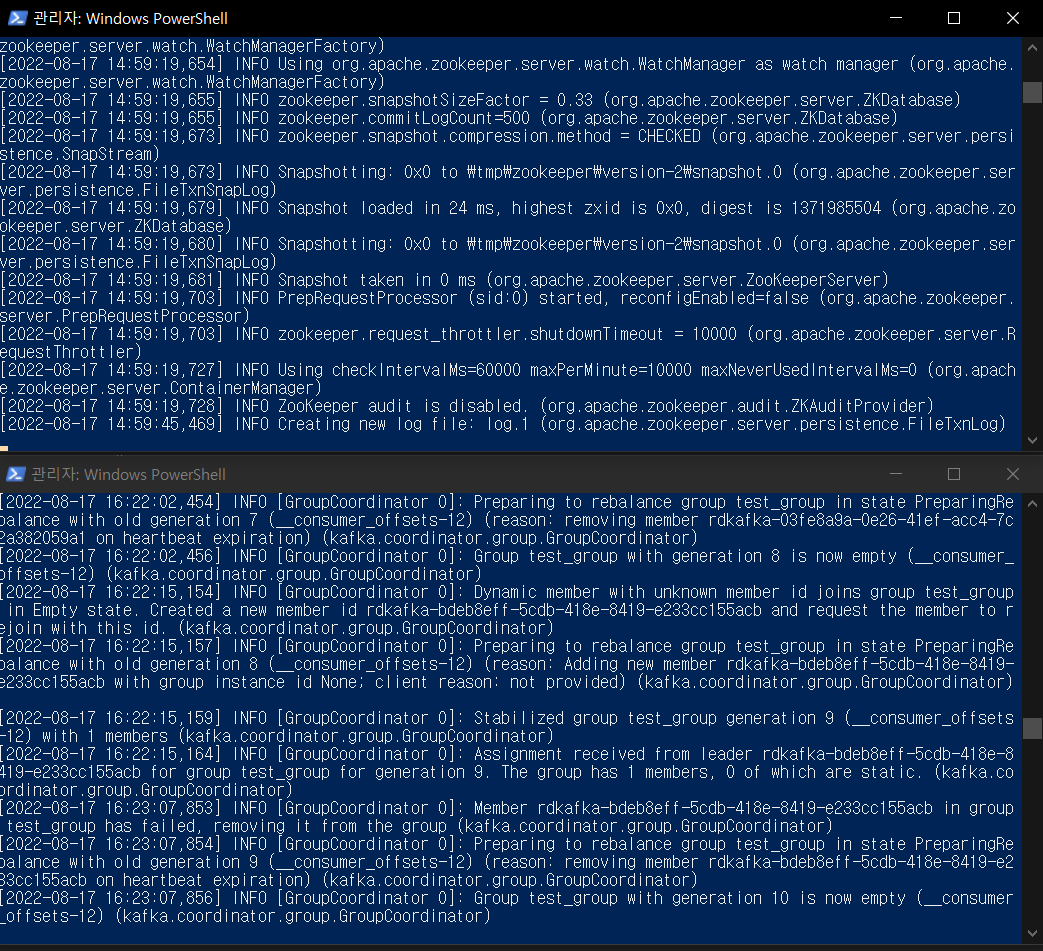 관리자: Windows PowerShell
zookeeper.server.watch.WatchManagerFactory)
[2022-08-17 14:59:19,654] INFO Using org.apache.zookeeper.server.watch.WatchManager as watch manager (org.apache.
zookeeper.server.watch.WatchManagerFactory)
[2022-08-17 14:59:19,655] INFO zookeeper.snapshotSizeFactor = 0.33 (org.apache.zookeeper.server.ZKDatabase)
[2022-08-17 14:59:19,655] INFO zookeeper.commitLogCount=500 (org.apache.zookeeper.server.ZKDatabase)
[2022-08-17 14:59:19,673] INFO zookeeper.snapshot.compression.method = CHECKED (org.apache.zookeeper.server.persi
stence.SnapStream)
[2022-08-17 14:59:19,673] INFO Snapshotting: 0x0 to ₩tmp₩zookeeper₩version-2₩snapshot.0 (org.apache.zookeeper.ser
ver.persistence.FileTxnSnapLog)
[2022-08-17 14:59:19,679] INFO Snapshot loaded in 24 ms, highest zxid is 0x0, digest is 1371985504 (org.apache.zo
okeeper.server.ZKDatabase)
[2022-08-17 14:59:19,680] INFO Snapshotting: 0x0 to ₩tmp₩zookeeper₩version-2₩snapshot.0 (org.apache.zookeeper.ser
ver.persistence.FileTxnSnapLog)
[2022-08-17 14:59:19,681] INFO Snapshot taken in 0 ms (org.apache.zookeeper.server.ZooKeeperServer)
[2022-08-17 14:59:19,703] INFO PrepRequestProcessor (sid:0) started, reconfigEnabled=false (org.apache.zookeeper.
server.PrepRequestProcessor)
[2022-08-17 14:59:19,703] INFO zookeeper.request_throttler.shutdownTimeout = 10000 (org.apache.zookeeper.server.R
equestThrottler)
[2022-08-17 14:59:19,727] INFO Using checkIntervalMs=60000 maxPerMinute=10000 maxNeverUsedIntervalMs=0 (org.apach
e.zookeeper.server.ContainerManager)
[2022-08-17 14:59:19,728] INFO ZooKeeper audit is disabled. (org.apache.zookeeper.audit.ZKAuditProvider)
[2022-08-17 14:59:45,469] INFO Creating new log file: log.1 (org.apache.zookeeper.server.persistence.FileTxnLog)
관리자: Windows PowerShell
[2022-08-17 16:22:02,454] INFO [GroupCoordinator 0]: Preparing to rebalance group test_group in state PreparingRe
balance with old generation 7 (__consumer_offsets-12) (reason: removing member rdkafka-03fe8a9a-0e26-41ef-acc4-7c
2a382059a1 on heartbeat expiration) (kafka.coordinator.group.GroupCoordinator)
[2022-08-17 16:22:02,456] INFO [GroupCoordinator 0]: Group test_group with generation 8 is now empty (__consumer_
offsets-12) (kafka.coordinator.group.GroupCoordinator)
[2022-08-17 16:22:15,154] INFO [GroupCoordinator 0]: Dynamic member with unknown member id joins group test_group
 in Empty state. Created a new member id rdkafka-bdeb8eff-5cdb-418e-8419-e233cc155acb and request the member to r
ejoin with this id. (kafka.coordinator.group.GroupCoordinator)
[2022-08-17 16:22:15,157] INFO [GroupCoordinator 0]: Preparing to rebalance group test_group in state PreparingRe
balance with old generation 8 (__consumer_offsets-12) (reason: Adding new member rdkafka-bdeb8eff-5cdb-418e-8419-
e233cc155acb with group instance id None; client reason: not provided) (kafka.coordinator.group.GroupCoordinator)
[2022-08-17 16:22:15,159] INFO [GroupCoordinator 0]: Stabilized group test_group generation 9 (__consumer_offsets
-12) with 1 members (kafka.coordinator.group.GroupCoordinator)
[2022-08-17 16:22:15,164] INFO [GroupCoordinator 0]: Assignment received from leader rdkafka-bdeb8eff-5cdb-418e-8
419-e233cc155acb for group test_group for generation 9. The group has 1 members, 0 of which are static. (kafka.co
ordinator.group.GroupCoordinator)
[2022-08-17 16:23:07,853] INFO [GroupCoordinator 0]: Member rdkafka-bdeb8eff-5cdb-418e-8419-e233cc155acb in group
 test_group has failed, removing it from the group (kafka.coordinator.group.GroupCoordinator)
[2022-08-17 16:23:07,854] INFO [GroupCoordinator 0]: Preparing to rebalance group test_group in state PreparingRe
balance with old generation 9 (__consumer_offsets-12) (reason: removing member rdkafka-bdeb8eff-5cdb-418e-8419-e2
33cc155acb on heartbeat expiration) (kafka.coordinator.group.GroupCoordinator)
[2022-08-17 16:23:07,856] INFO [GroupCoordinator 0]: Group test_group with generation 10 is now empty (__consumer
_offsets-12) (kafka.coordinator.group.GroupCoordinator)